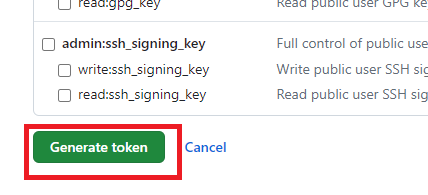 read:gpg_key Read public user GPG ke
admin:ssh_signing_key Full control of public use
write:ssh_signing_key Write public user SSH sig
read:ssh_signing_key Read public user SSH sig
Generate token Cancel